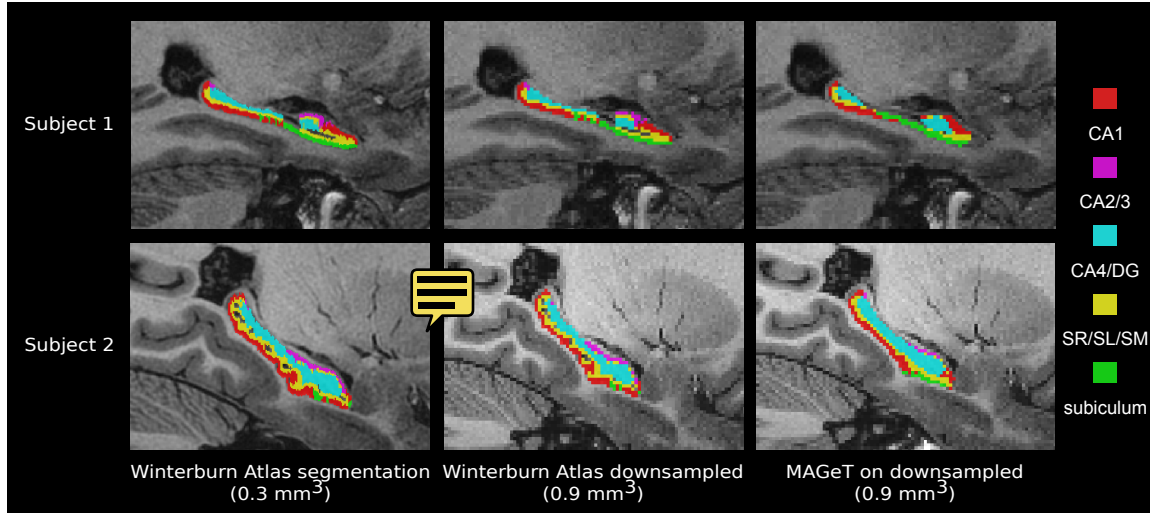 Subject 1
Subject 2
CA1
CA2/3
CA4/DG
SR/SL/SM
subiculum
Winterburn Atlas segmentation
(0.3 mm³)
Winterburn Atlas downsampled
(0.9 mm³)
MAGeT on downsampled
(0.9 mm³)